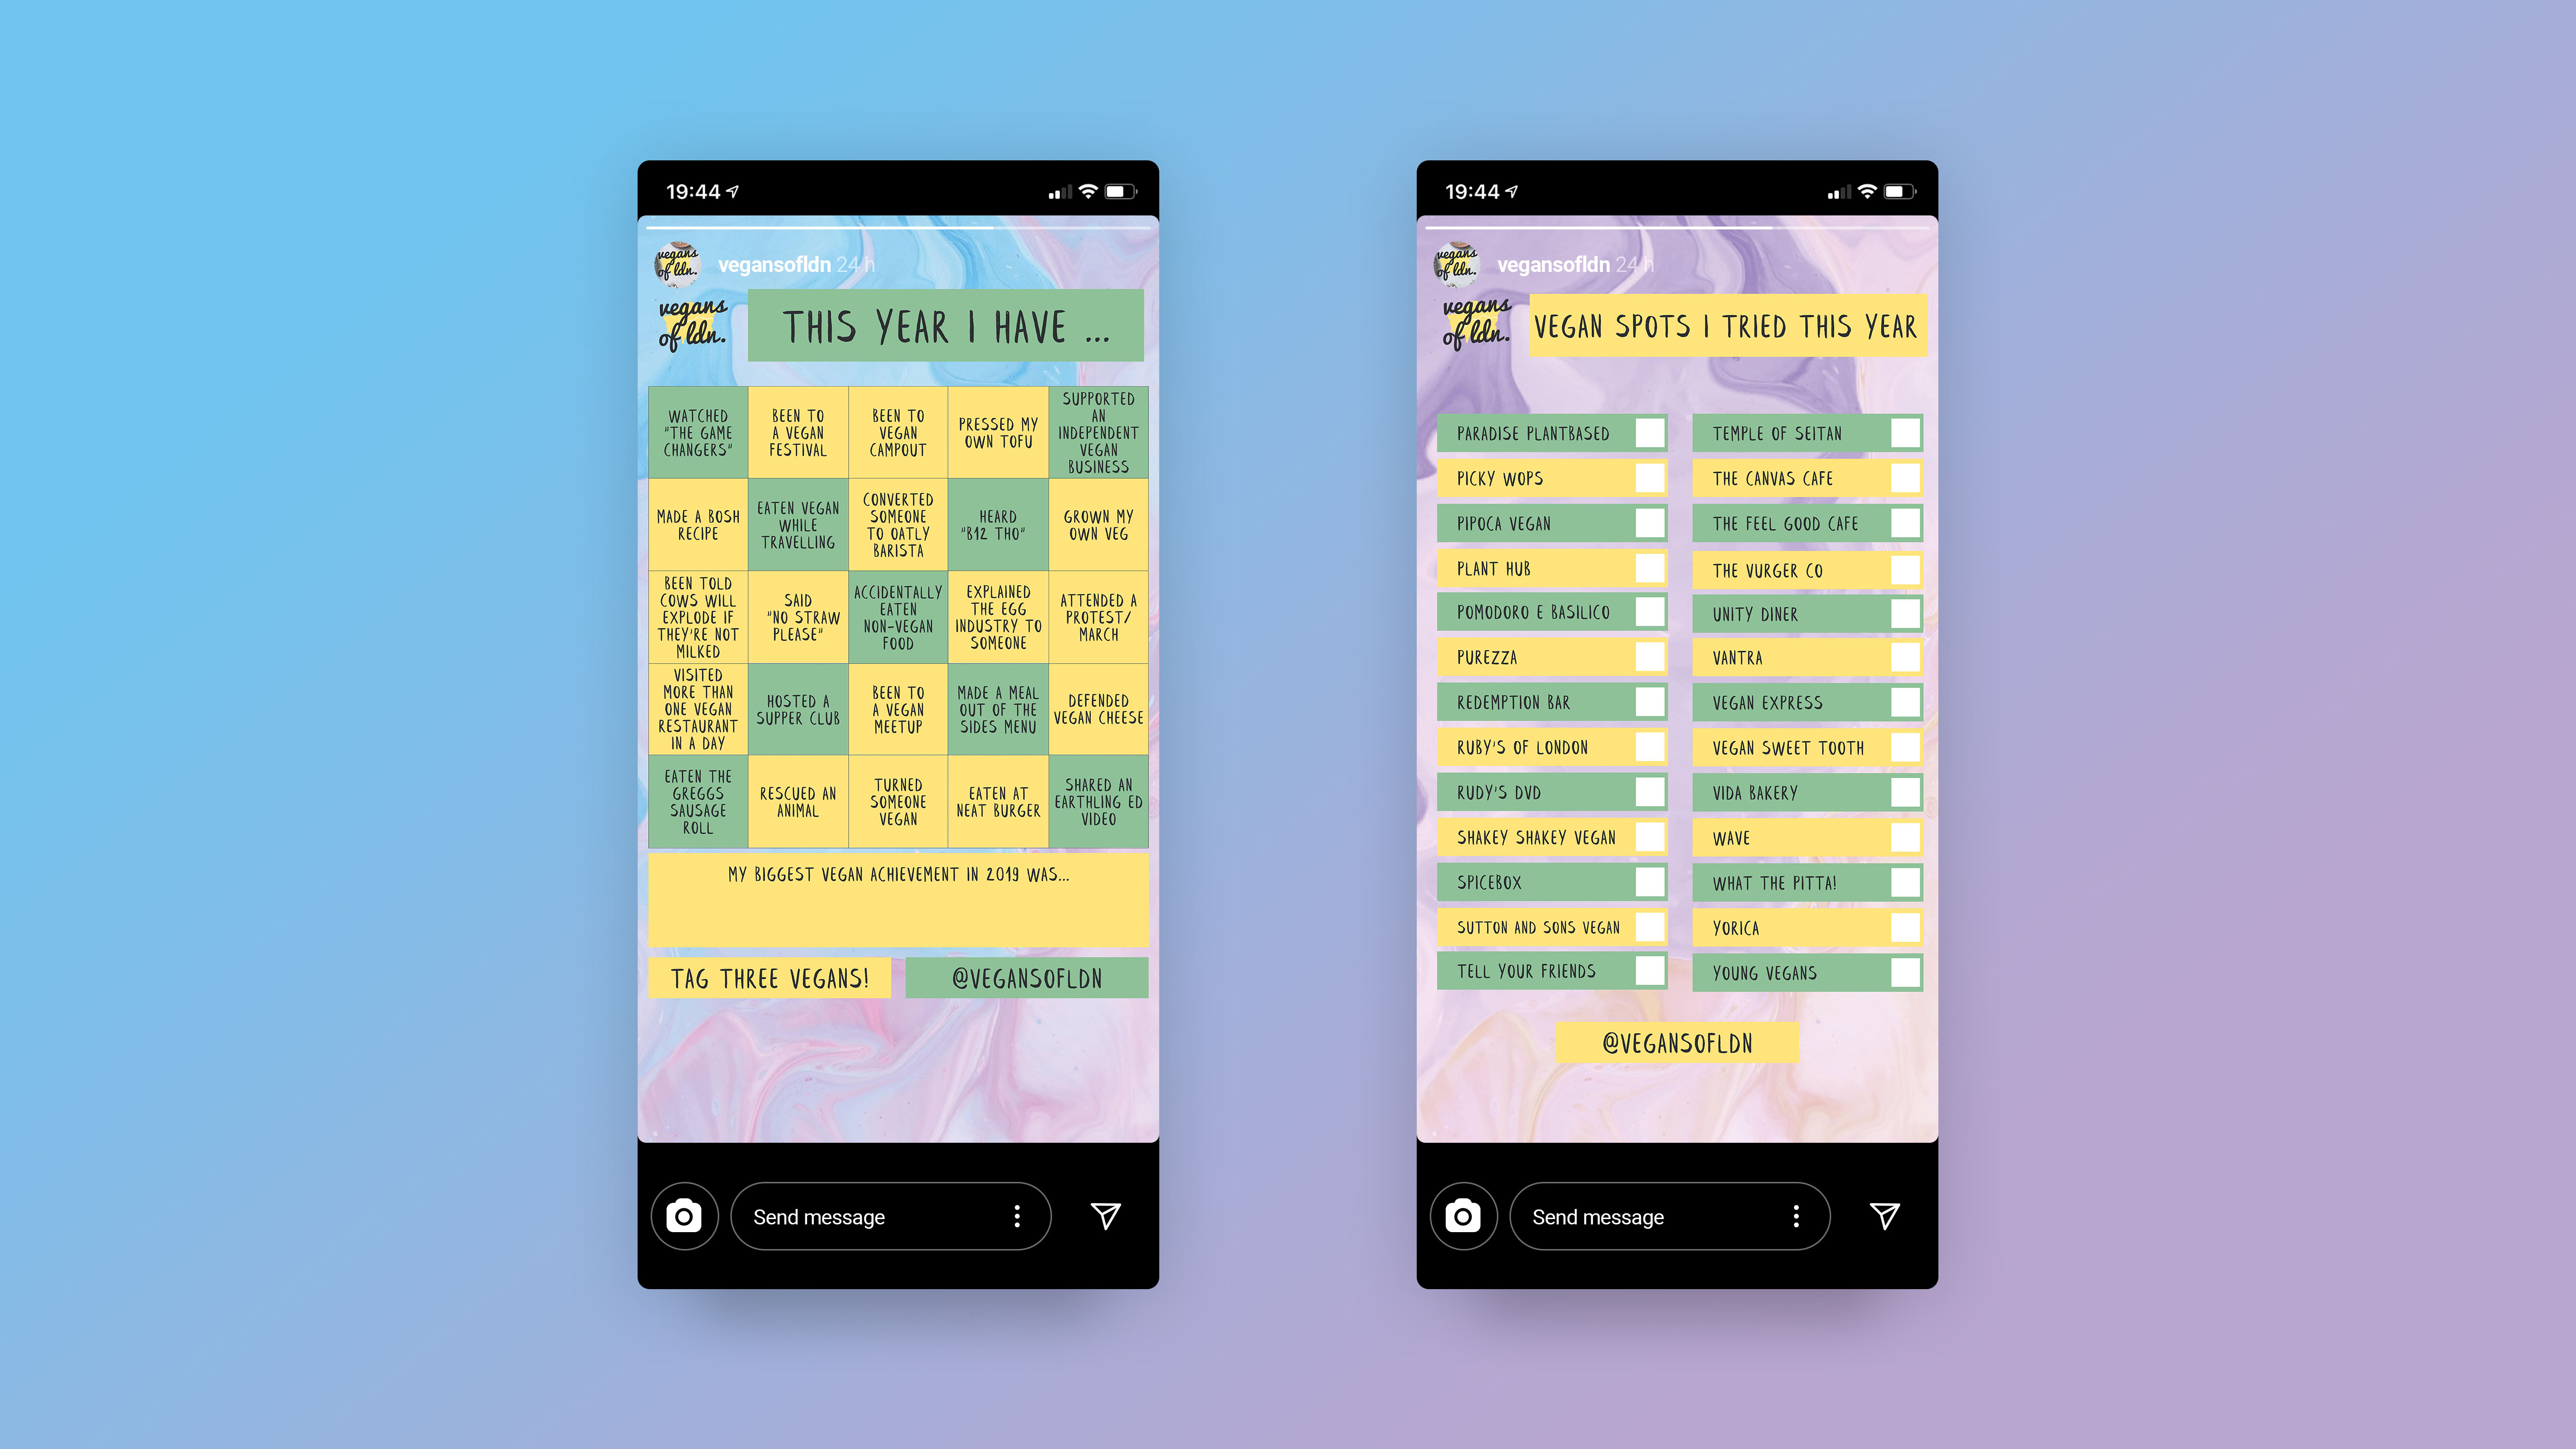 19:44
vegans
of ldn.
vegansofldn 24 h
vegans
of ldn.
THIS YEAR I HAVE ...
WATCHED
"THE GAME
CHANGERS"
BEEN TO
A VEGAN
FESTIVAL
BEEN TO
VEGAN
CAMPOUT
PRESSED MY
OWN TOFU
SUPPORTED
AN
INDEPENDENT
VEGAN
BUSINESS
MADE A BOSH
RECIPE
EATEN VEGAN
WHILE
TRAVELLING
CONVERTED
SOMEONE
TO OATLY
BARISTA
HEARD
"B12 THO"
GROWN MY
OWN VEG
BEEN TOLD
COWS WILL
EXPLODE IF
THEY'RE NOT
MILKED
SAID
"NO STRAW
PLEASE"
ACCIDENTALLY
EATEN
NON-VEGAN
FOOD
EXPLAINED
THE EGG
INDUSTRY TO
SOMEONE
ATTENDED A
PROTEST/
MARCH
VISITED
MORE THAN
ONE VEGAN
RESTAURANT
IN A DAY
HOSTED A
SUPPER CLUB
BEEN TO
A VEGAN
MEETUP
MADE A MEAL
OUT OF THE
SIDES MENU
DEFENDED
VEGAN CHEESE
EATEN THE
GREGGS
SAUSAGE
ROLL
RESCUED AN
ANIMAL
TURNED
SOMEONE
VEGAN
EATEN AT
NEAT BURGER
SHARED AN
EARTHLING ED
VIDEO
MY BIGGEST VEGAN ACHIEVEMENT IN 2019 WAS...
TAG THREE VEGANS!
@VEGANSOFLDN
Send message
19:44
vegans
of ldn.
vegansofldn 24 h
vegans
of ldn.
VEGAN SPOTS I TRIED THIS YEAR
PARADISE PLANTBASED
PICKY WOPS
PIPOCA VEGAN
PLANT HUB
POMODORO E BASILICO
PUREZZA
REDEMPTION BAR
RUBY'S OF LONDON
RUDY'S DVD
SHAKEY SHAKEY VEGAN
SPICEBOX
SUTTON AND SONS VEGAN
TELL YOUR FRIENDS
TEMPLE OF SEITAN
THE CANVAS CAFE
THE FEEL GOOD CAFE
THE VURGER CO
UNITY DINER
VANTRA
VEGAN EXPRESS
VEGAN SWEET TOOTH
VIDA BAKERY
WAVE
WHAT THE PITTA!
YORICA
YOUNG VEGANS
@VEGANSOFLDN
Send message